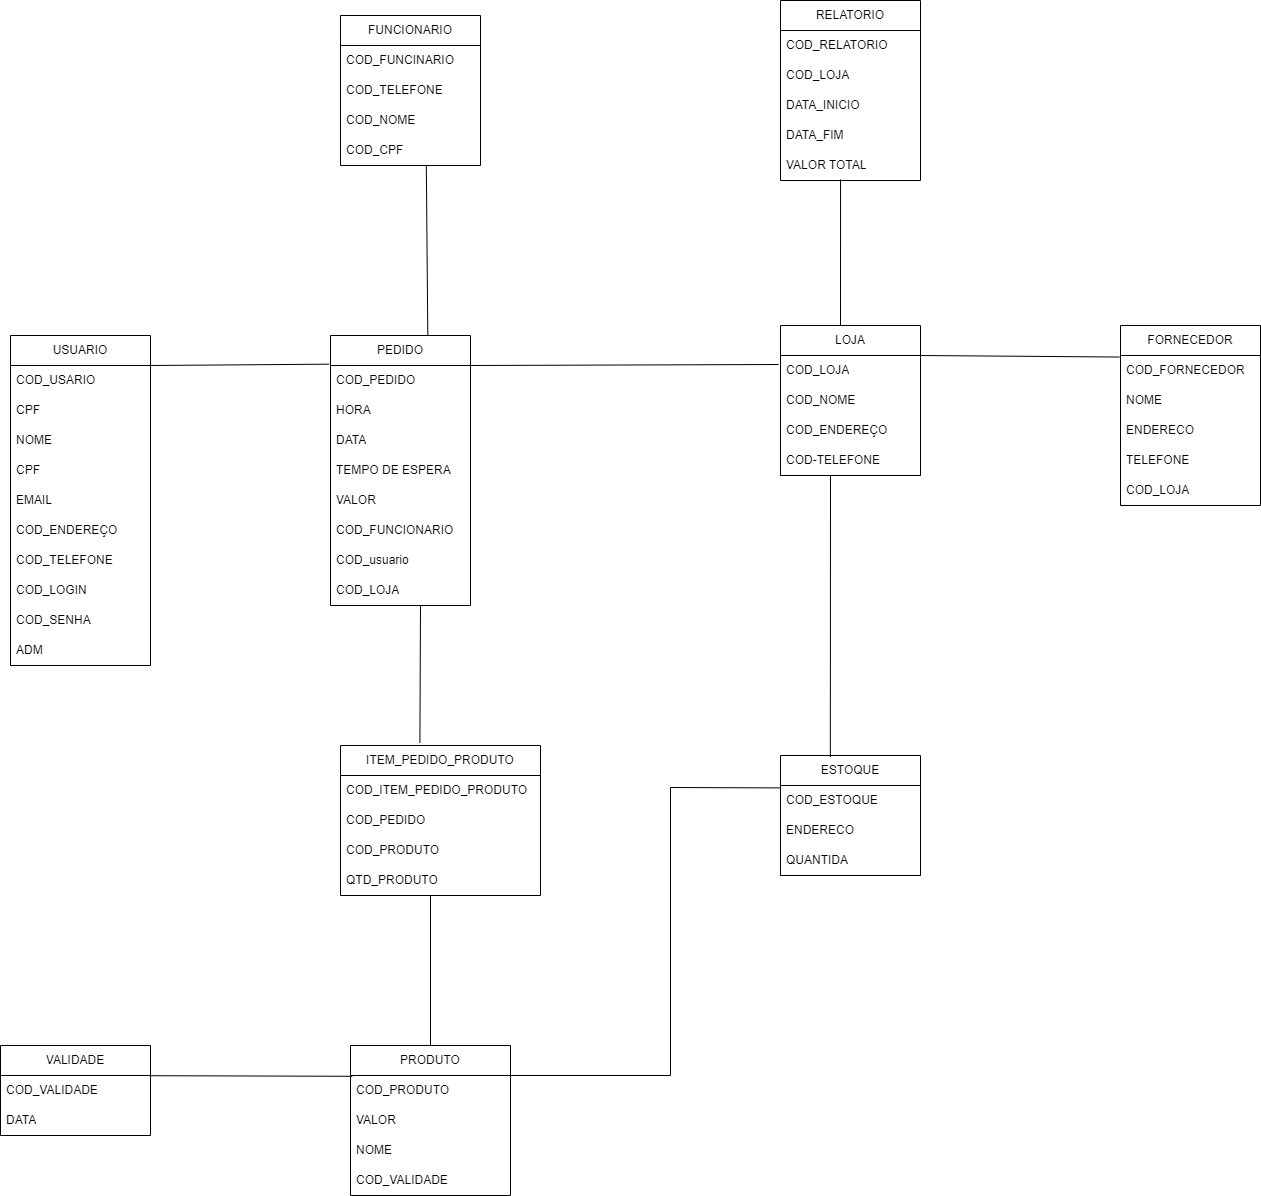 FUNCIONARIO
COD_FUNCINARIO
COD_TELEFONE
COD_NOME
COD_CPF
RELATORIO
COD_RELATORIO
COD_LOJA
DATA_INICIO
DATA_FIM
VALOR TOTAL
USUARIO
COD_USARIO
CPF
NOME
CPF
EMAIL
COD_ENDEREÇO
COD_TELEFONE
COD_LOGIN
COD_SENHA
ADM
PEDIDO
COD_PEDIDO
HORA
DATA
TEMPO DE ESPERA
VALOR
COD_FUNCIONARIO
COD_usuario
COD_LOJA
LOJA
COD_LOJA
COD_NOME
COD_ENDEREÇO
COD-TELEFONE
FORNECEDOR
COD_FORNECEDOR
NOME
ENDERECO
TELEFONE
COD_LOJA
ITEM_PEDIDO_PRODUTO
COD_ITEM_PEDIDO_PRODUTO
COD_PEDIDO
COD_PRODUTO
QTD_PRODUTO
ESTOQUE
COD_ESTOQUE
ENDERECO
QUANTIDA
VALIDADE
COD_VALIDADE
DATA
PRODUTO
COD_PRODUTO
VALOR
NOME
COD_VALIDADE